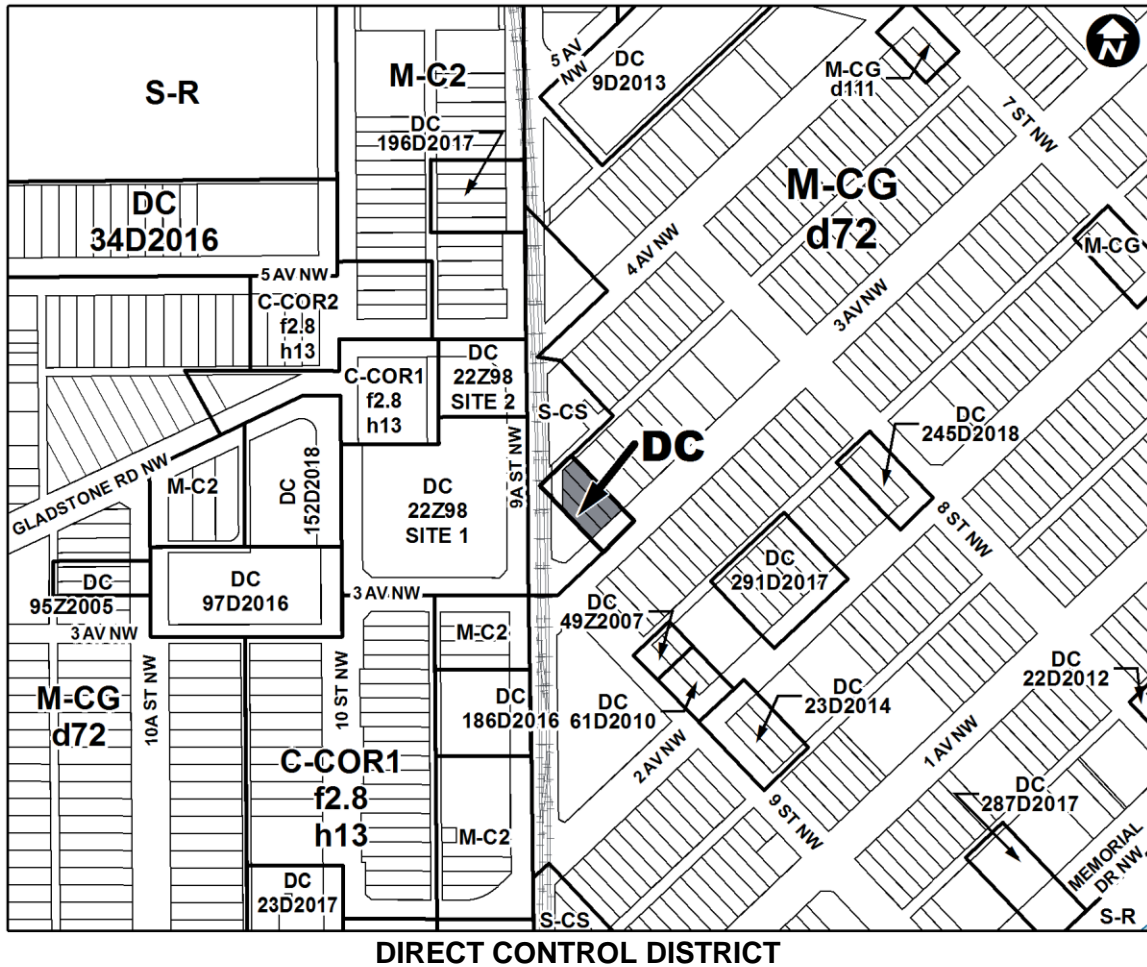 N
S-R
M-C2
DC
196D2017
5 AV
NW
DC
9D2013
M-CG
d111
7 ST NW
M-CG
d72
DC
34D2016
4 AV NW
3 AV NW
M-CG
5 AV NW
C-COR2
f2.8
h13
C-COR1
f2.8
h13
DC
22Z98
SITE 2
S-CS
DC
9A ST NW
DC
245D2018
GLADSTONE RD NW
M-C2
DC
152D2018
DC
22Z98
SITE 1
8 ST NW
DC
95Z2005
DC
97D2016
3 AV NW
DC
291D2017
DC
49Z2007
3 AV NW
M-C2
M-CG
d72
10A ST NW
10 ST NW
DC
186D2016
DC
61D2010
DC
23D2014
DC
22D2012
2 AV NW
1 AV NW
C-COR1
f2.8
h13
M-C2
9 ST NW
DC
287D2017
MEMORIAL
DR NW
DC
23D2017
S-CS
S-R
DIRECT CONTROL DISTRICT